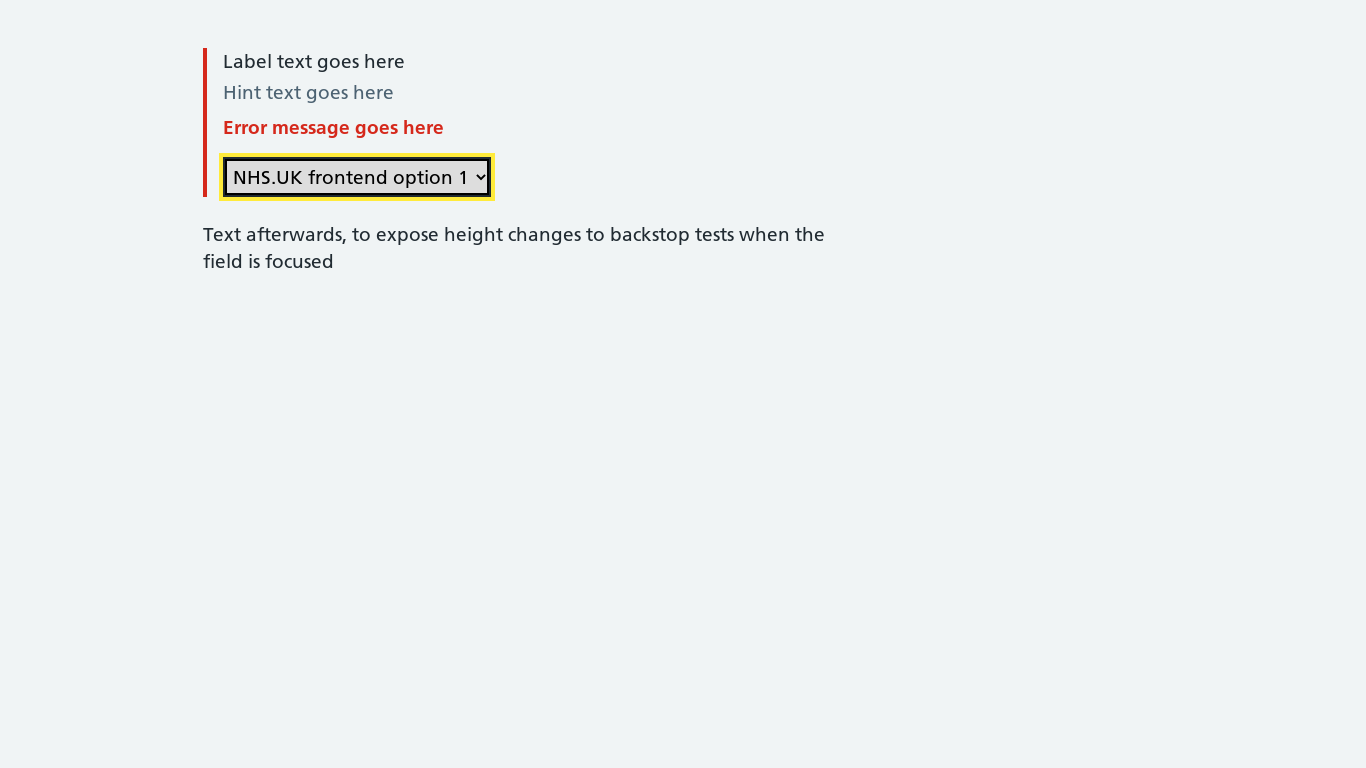 Label text goes here
Hint text goes here
Error message goes here
NHS.UK frontend option 1
Text afterwards, to expose height changes to backstop tests when the
field is focused